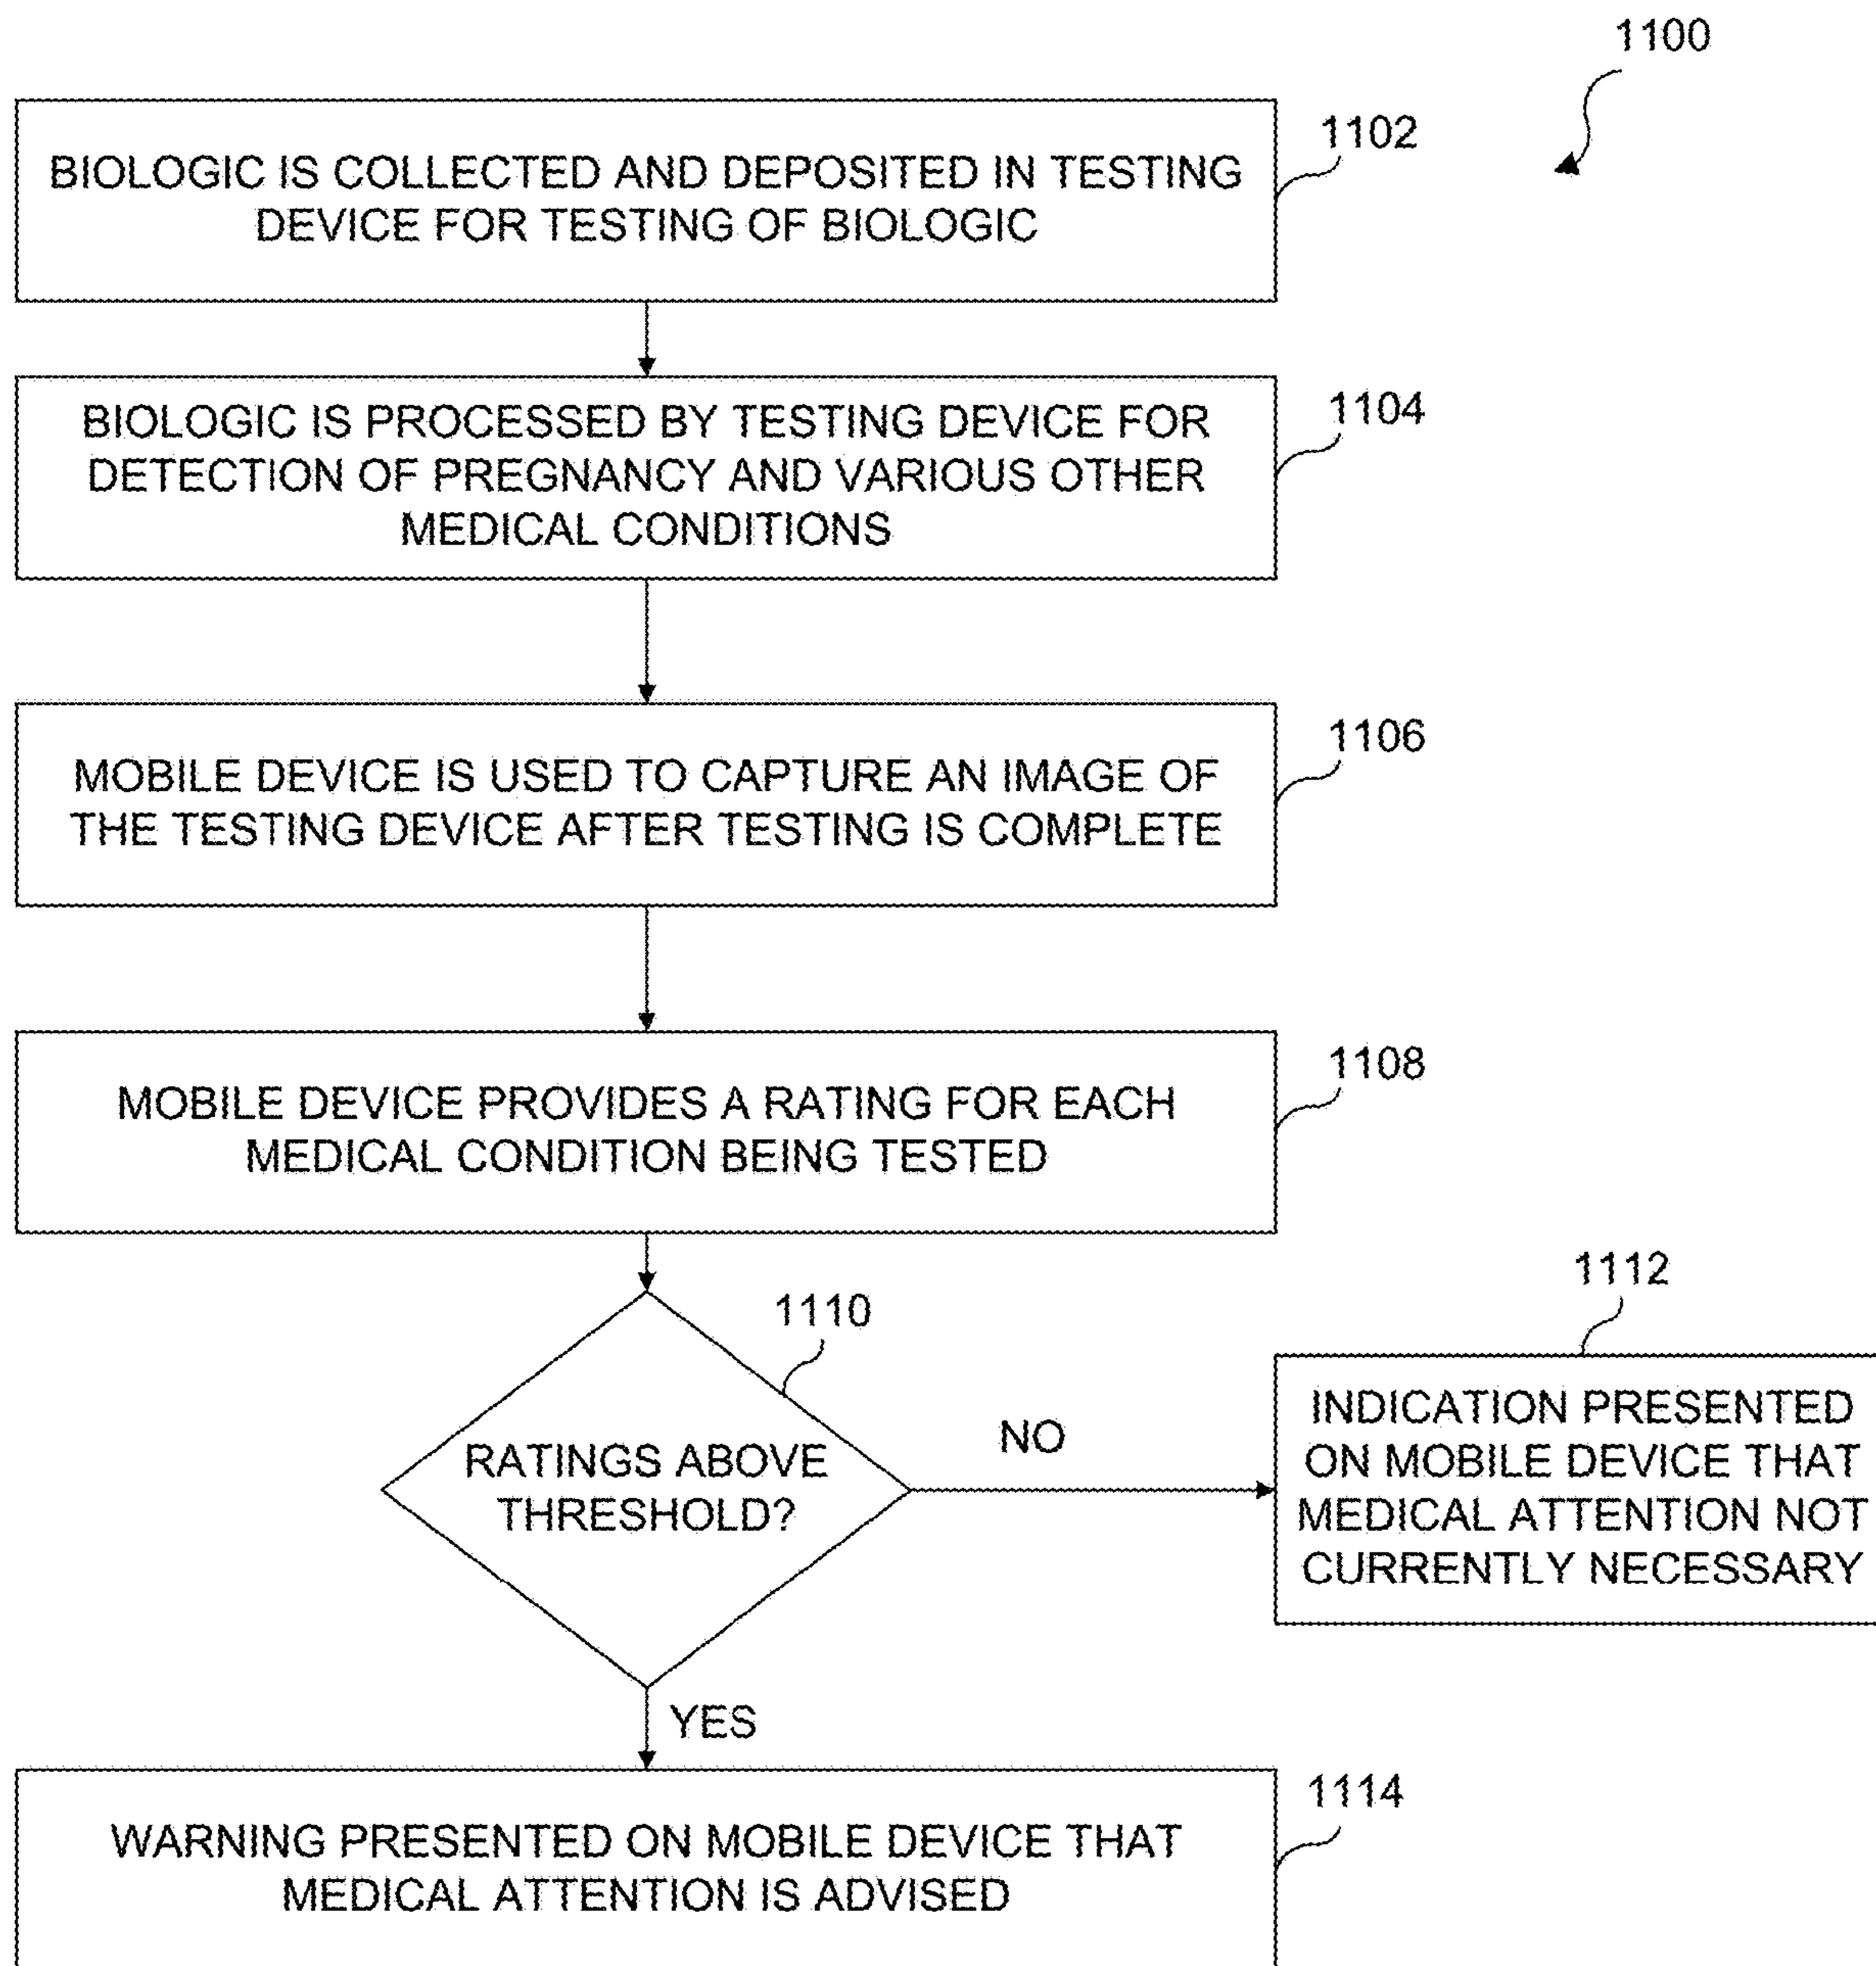 1100
1102
BIOLOGIC IS COLLECTED AND DEPOSITED IN TESTING
DEVICE FOR TESTING OF BIOLOGIC
1104
BIOLOGIC IS PROCESSED BY TESTING DEVICE FOR
DETECTION OF PREGNANCY AND VARIOUS OTHER
MEDICAL CONDITIONS
1106
MOBILE DEVICE IS USED TO CAPTURE AN IMAGE OF
THE TESTING DEVICE AFTER TESTING IS COMPLETE
1108
MOBILE DEVICE PROVIDES A RATING FOR EACH
MEDICAL CONDITION BEING TESTED
1110
RATINGS ABOVE
THRESHOLD?
NO
1112
INDICATION PRESENTED
ON MOBILE DEVICE THAT
MEDICAL ATTENTION NOT
CURRENTLY NECESSARY
YES
1114
WARNING PRESENTED ON MOBILE DEVICE THAT
MEDICAL ATTENTION IS ADVISED